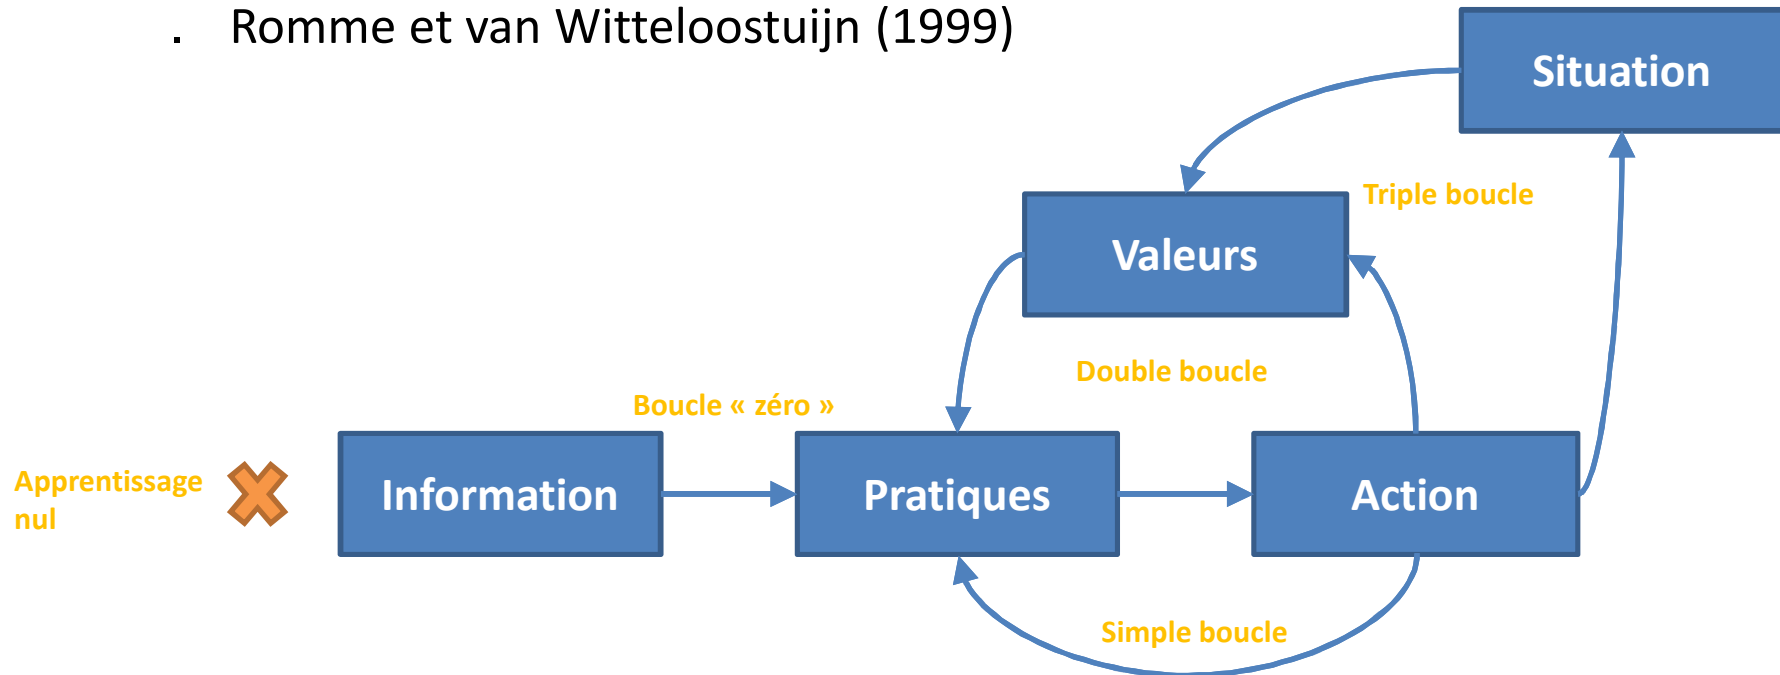 . Romme et van Witteloostuijn (1999)
Situation
Triple boucle
Valeurs
Double boucle
Boucle « zéro »
Apprentissage
nul
Information
Pratiques
Action
Simple boucle